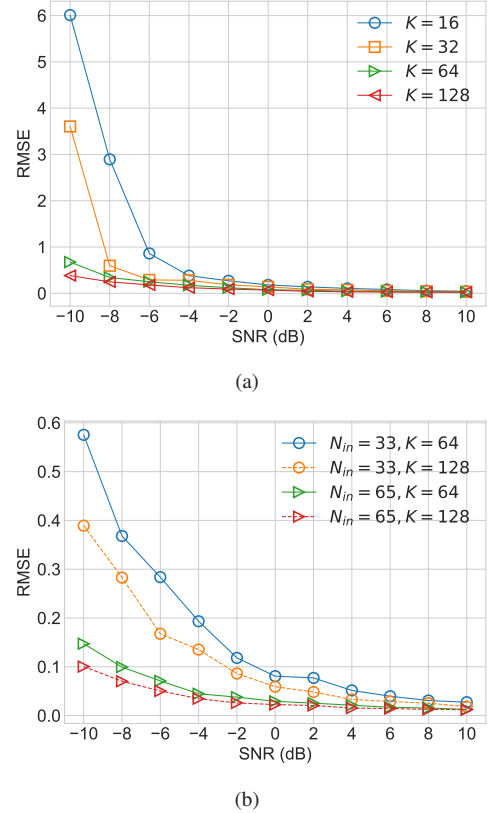 6
5
4
3
2
1
0
RMSE
K = 16
K = 32
K = 64
K = 128
−10 −8 −6 −4 −2 0 2 4 6 8 10
SNR (dB)
(a)
0.6
0.5
0.4
0.3
0.2
0.1
0.0
RMSE
N_in = 33, K = 64
N_in = 33, K = 128
N_in = 65, K = 64
N_in = 65, K = 128
−10 −8 −6 −4 −2 0 2 4 6 8 10
SNR (dB)
(b)